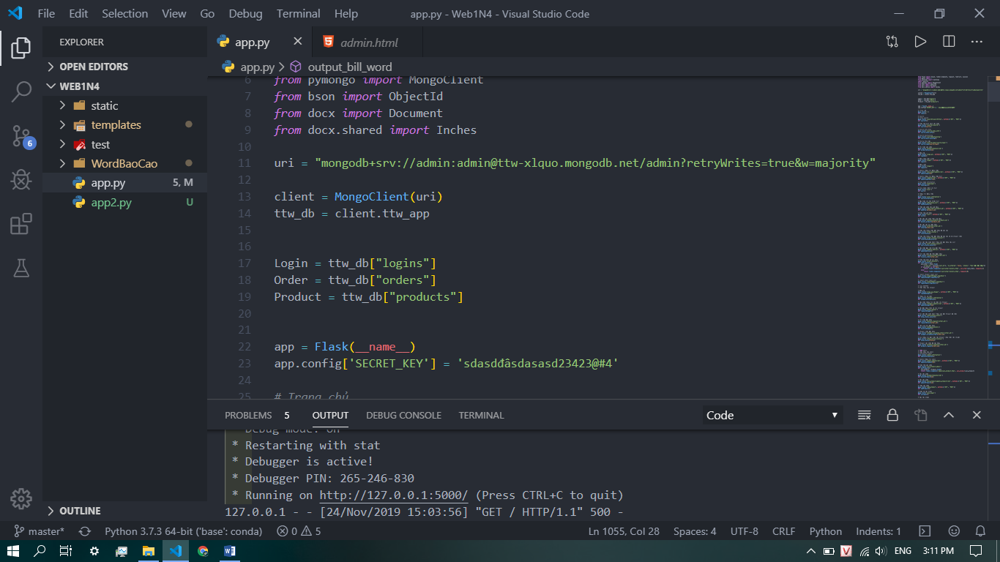 File Edit Selection View Go Debug Terminal Help app.py - Web1N4 - Visual Studio Code
EXPLORER
OPEN EDITORS
WEB1N4
static
templates
test
WordBaoCao
app.py 5, M
app2.py U
OUTLINE
6
app.py admin.html
app.py > output_bill_word
6 from pymongo import MongoClient
7 from bson import ObjectId
8 from docx import Document
9 from docx.shared import Inches
10
11 uri = "mongodb+srv://admin:admin@ttw-xlquo.mongodb.net/admin?retryWrites=true&w=majority"
12
13 client = MongoClient(uri)
14 ttw_db = client.ttw_app
15
16
17 Login = ttw_db["logins"]
18 Order = ttw_db["orders"]
19 Product = ttw_db["products"]
20
21
22 app = Flask(__name__)
23 app.config['SECRET_KEY'] = 'sdasdđâsdasasd23423@#4'
24
25 # Trang chủ
PROBLEMS 5 OUTPUT DEBUG CONSOLE TERMINAL Code
* Debug mode: on
* Restarting with stat
* Debugger is active!
* Debugger PIN: 265-246-830
* Running on http://127.0.0.1:5000/ (Press CTRL+C to quit)
127.0.0.1 - - [24/Nov/2019 15:03:56] "GET / HTTP/1.1" 500 -
master* Python 3.7.3 64-bit ('base': conda) 0 5 Ln 1055, Col 28 Spaces: 4 UTF-8 CRLF Python Indents: 1
V ENG 3:11 PM